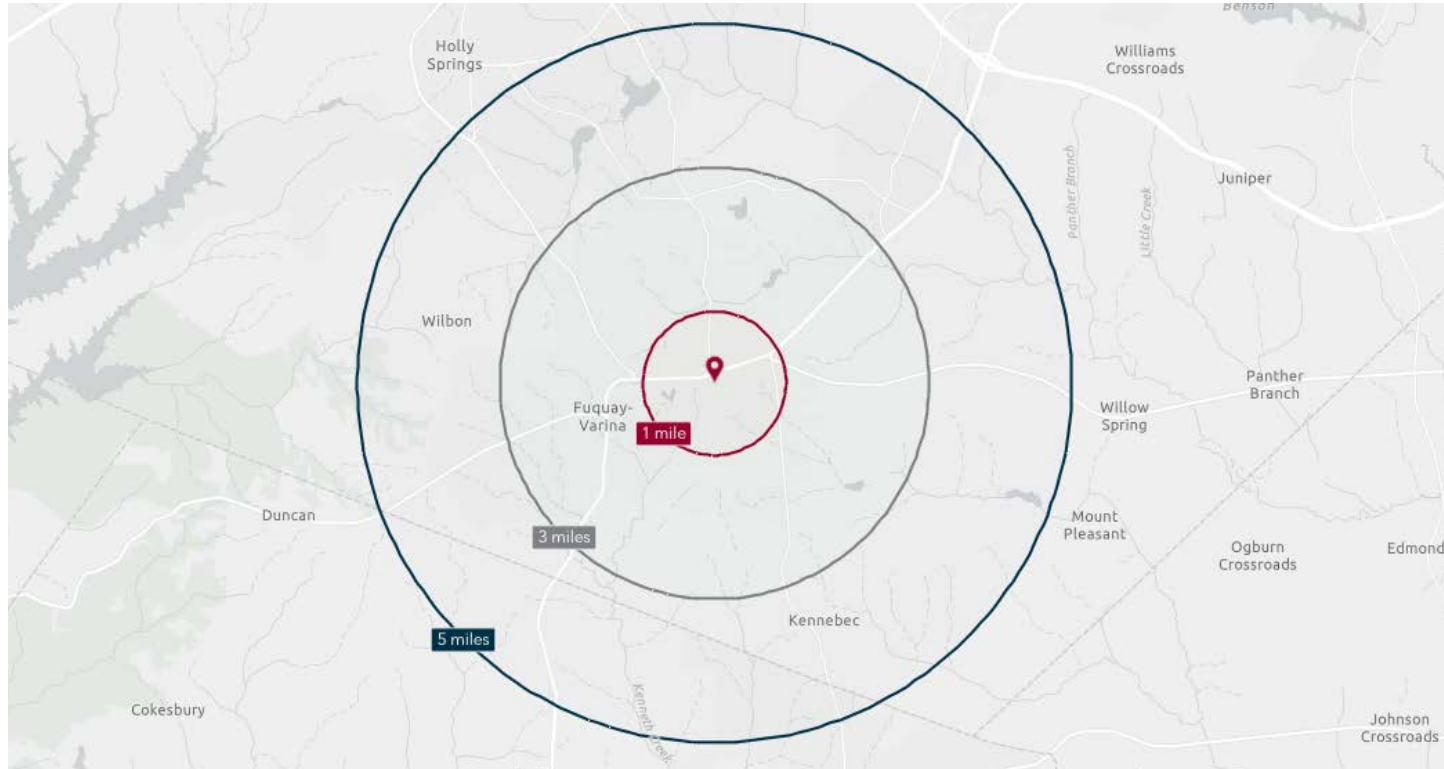 Benson
Holly
Springs
Williams
Crossroads
Panther Branch
Little Creek
Juniper
Wilbon
Panther
Branch
Fuquay-
Varina
1 mile
Willow
Spring
Duncan
3 miles
Mount
Pleasant
Ogburn
Crossroads
Edmond
Kennebec
5 miles
Kenneth Creek
Cokesbury
Johnson
Crossroads